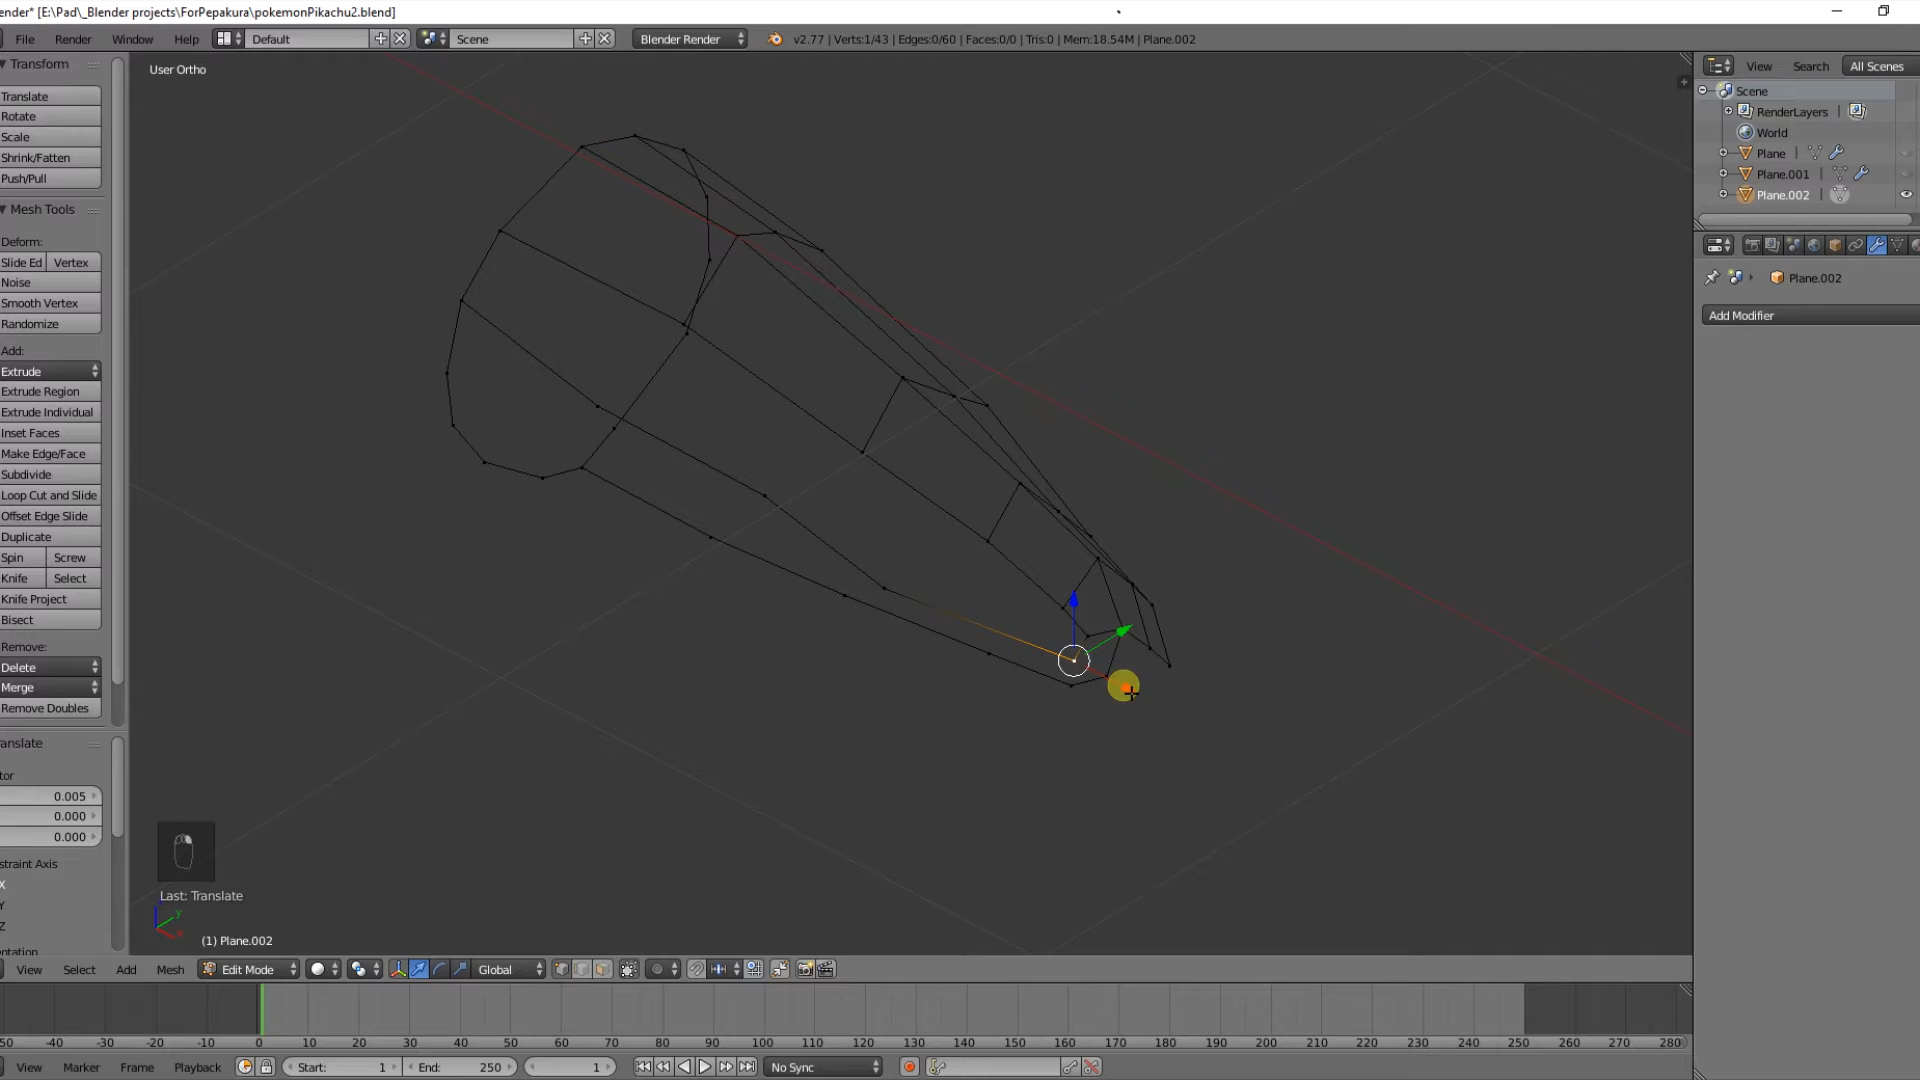 ender* [E:\Pad\_Blender projects\ForPepakura\pokemonPikachu2.blend]
File Render Window Help Default Scene Blender Render v2.77 | Verts:1/43 | Edges:0/60 | Faces:0/0 | Tris:0 | Mem:18.54M | Plane.002
Transform
Translate
Rotate
Scale
Shrink/Fatten
Push/Pull
Mesh Tools
Deform:
Slide Ed Vertex
Noise
Smooth Vertex
Randomize
Add:
Extrude
Extrude Region
Extrude Individual
Inset Faces
Make Edge/Face
Subdivide
Loop Cut and Slide
Offset Edge Slide
Duplicate
Spin Screw
Knife Select
Knife Project
Bisect
Remove:
Delete
Merge
Remove Doubles
anslate
tor
0.005
0.000
0.000
straint Axis
X
Y
Z
entation
User Ortho
Last: Translate
(1) Plane.002
View Search All Scenes
Scene
RenderLayers |
World
Plane |
Plane.001
Plane.002
Plane.002
Add Modifier
View Select Add Mesh Edit Mode Global
50 -40 -30 -20 -10 0 10 20 30 40 50 60 70 80 90 100 110 120 130 140 150 160 170 180 190 200 210 220 230 240 250 260 270 280
View Marker Frame Playback Start: 1 End: 250 1 No Sync